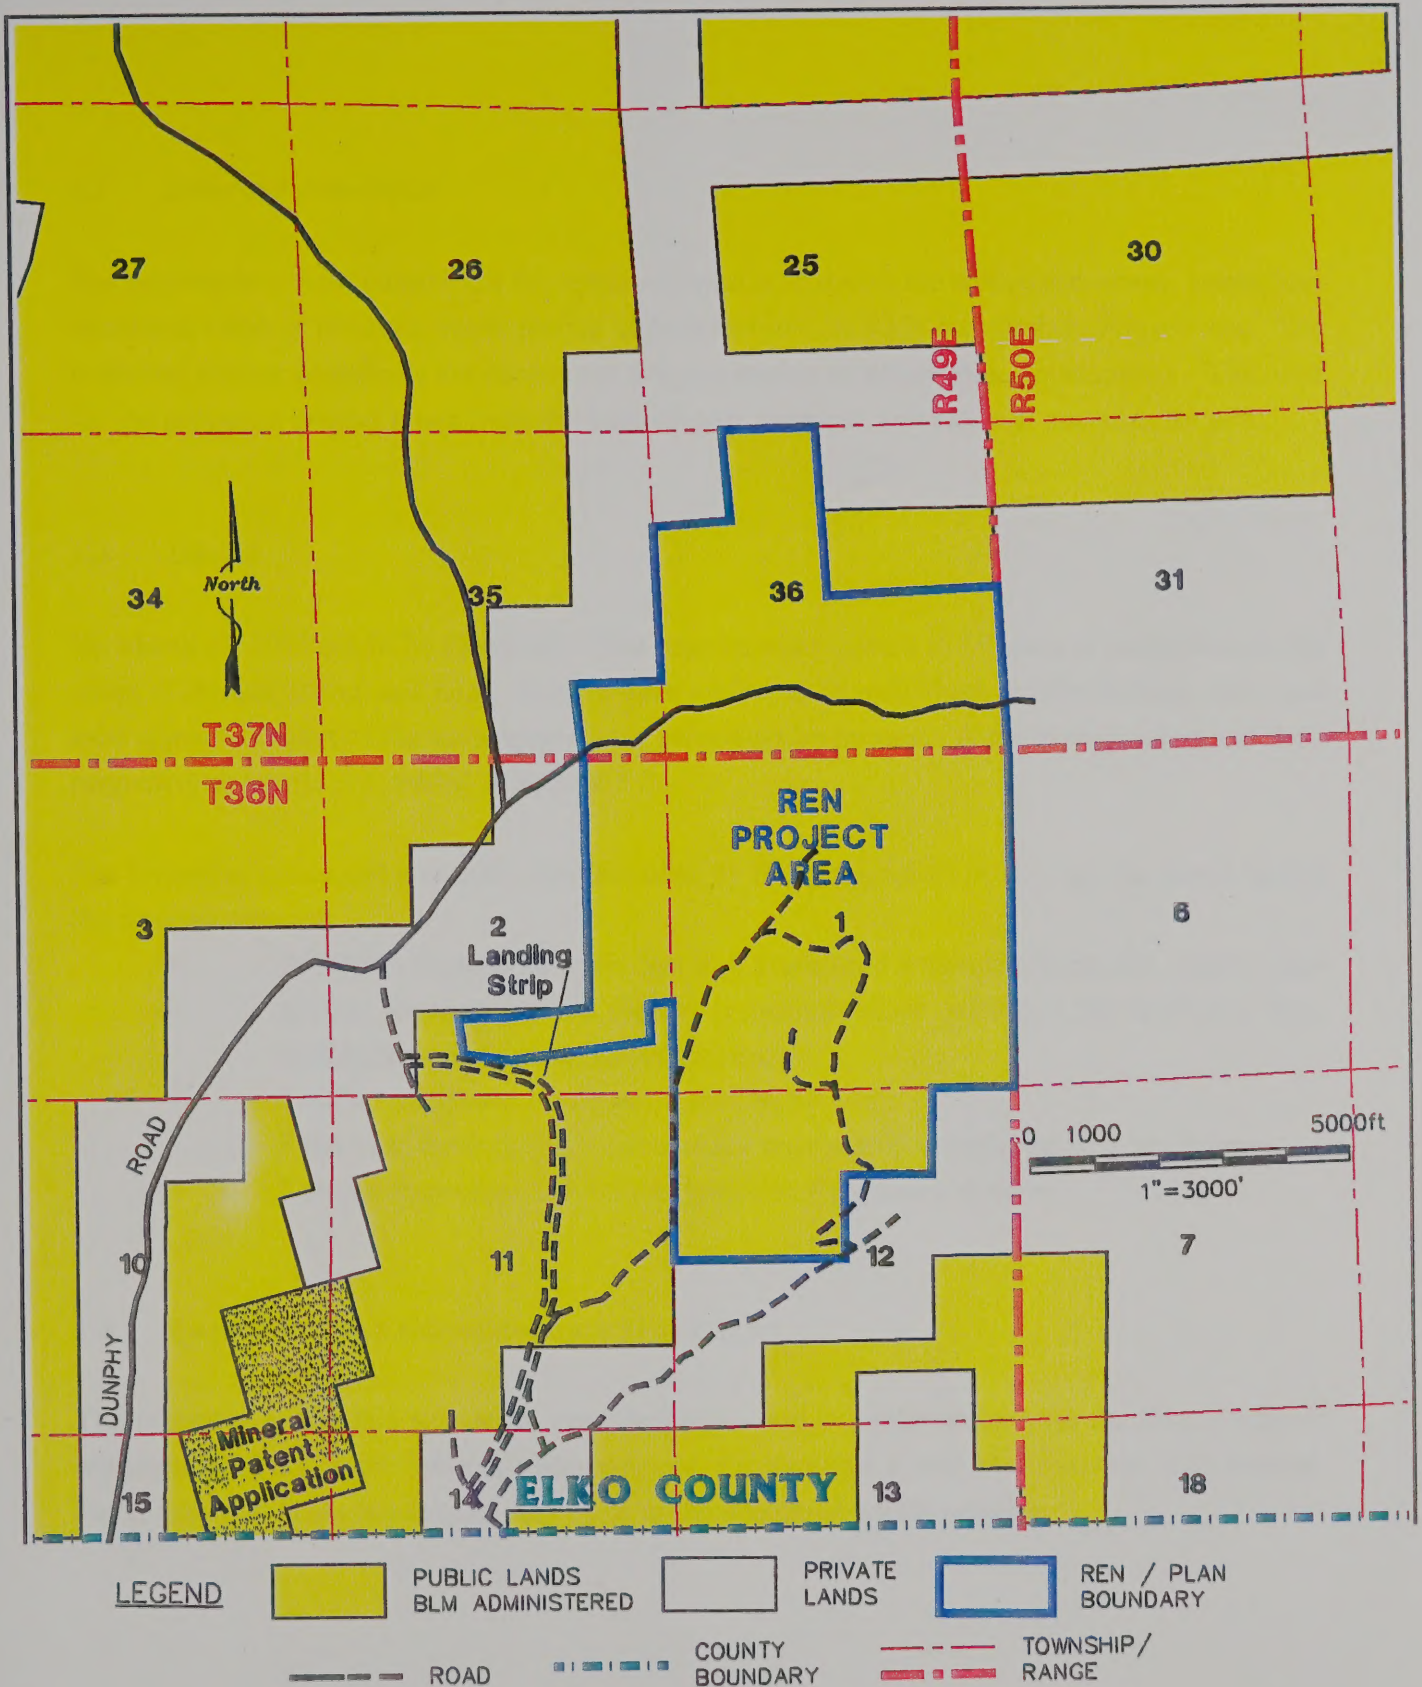 27
26
25
30
R49E
R50E
34
North
35
36
31
T37N
T36N
REN
PROJECT
AREA
3
2
Landing
Strip
1
6
ROAD
0 1000 5000ft
1"=3000'
10
11
12
7
DUNPHY
Mineral
Patent
Application
15
14
ELKO COUNTY
13
18
LEGEND
PUBLIC LANDS
BLM ADMINISTERED
PRIVATE
LANDS
REN / PLAN
BOUNDARY
ROAD
COUNTY
BOUNDARY
TOWNSHIP/
RANGE